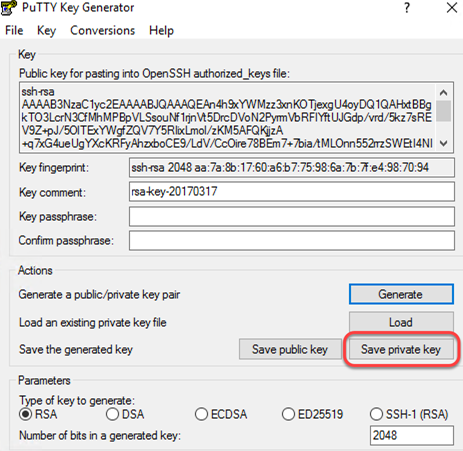 PuTTY Key Generator
? ×
File Key Conversions Help
Key
Public key for pasting into OpenSSH authorized_keys file:
ssh-rsa
AAAAB3NzaC1yc2EAAAABJQAAAQEAn4h9xYWMzz3xnKOTjexgU4oyDQ1QAHxtBBg
kTO3LcrN3CfMhMPBpVLSsouNf1rjnVt5DrcDVoN2PymVbRFIYftUJGdp/vrd/5kz7sRE
V9Z+pJ/5OlTExYWgfZQV7Y5RlixLmol/zKM5AFQKjjzA
+q7xG4ueUgYXcKRFyAhzxboCE9/LdV/CcOire78BEm7+7bia/tMLOnn552rrzSWEtI4NI
Key fingerprint: ssh-rsa 2048 aa:7a:8b:17:60:a6:b7:75:98:6a:7b:7f:e4:98:70:94
Key comment: rsa-key-20170317
Key passphrase:
Confirm passphrase:
Actions
Generate a public/private key pair Generate
Load an existing private key file Load
Save the generated key Save public key Save private key
Parameters
Type of key to generate:
RSA DSA ECDSA ED25519 SSH-1 (RSA)
Number of bits in a generated key: 2048